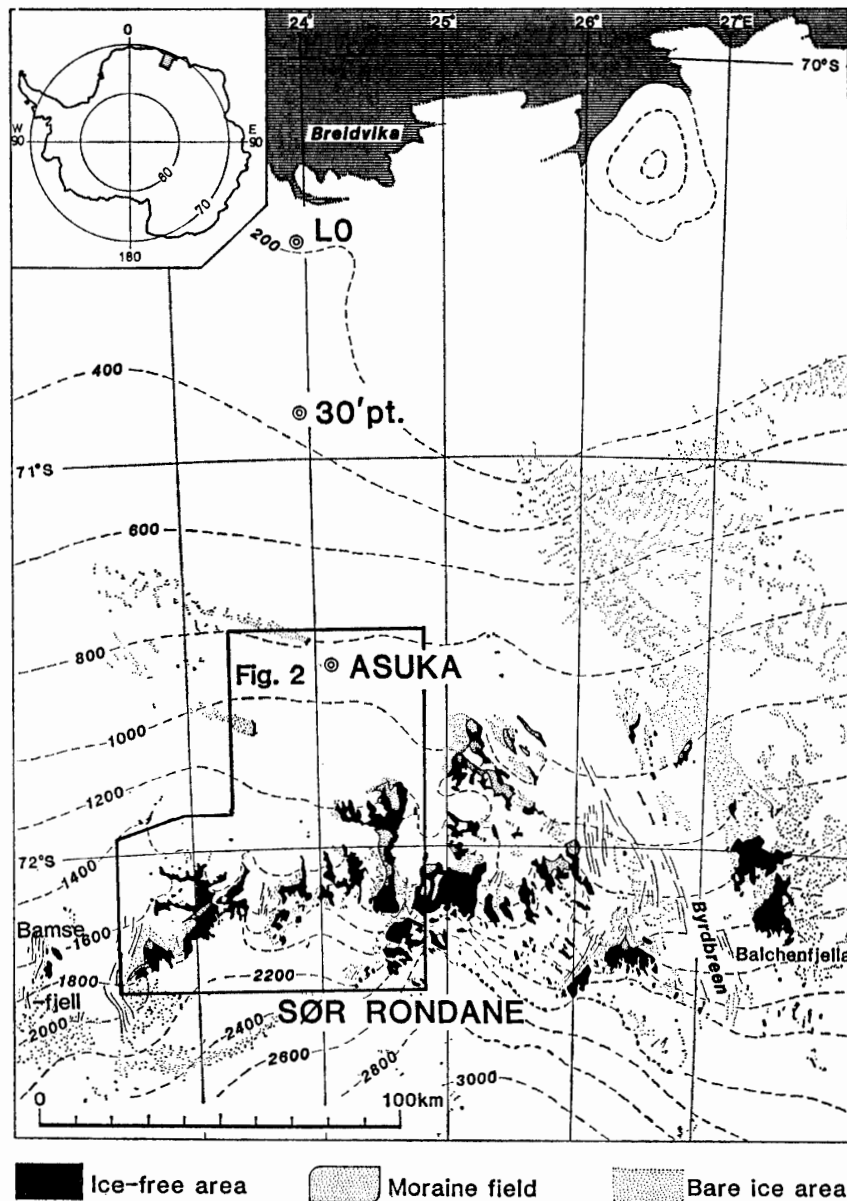 0
W
90
E
90
80
70
180
24°
25°
26°
27°E
70°S
Breidvika
200
L0
400
30'pt.
71°S
600
800
Fig. 2
ASUKA
1000
1200
72°S
1400
Bamse
-fjell
1600
1800
2000
2200
2400
2600
2800
3000
SØR RONDANE
Byrdbreen
Balchenfjella
0
100km
Ice-free area
Moraine field
Bare ice area